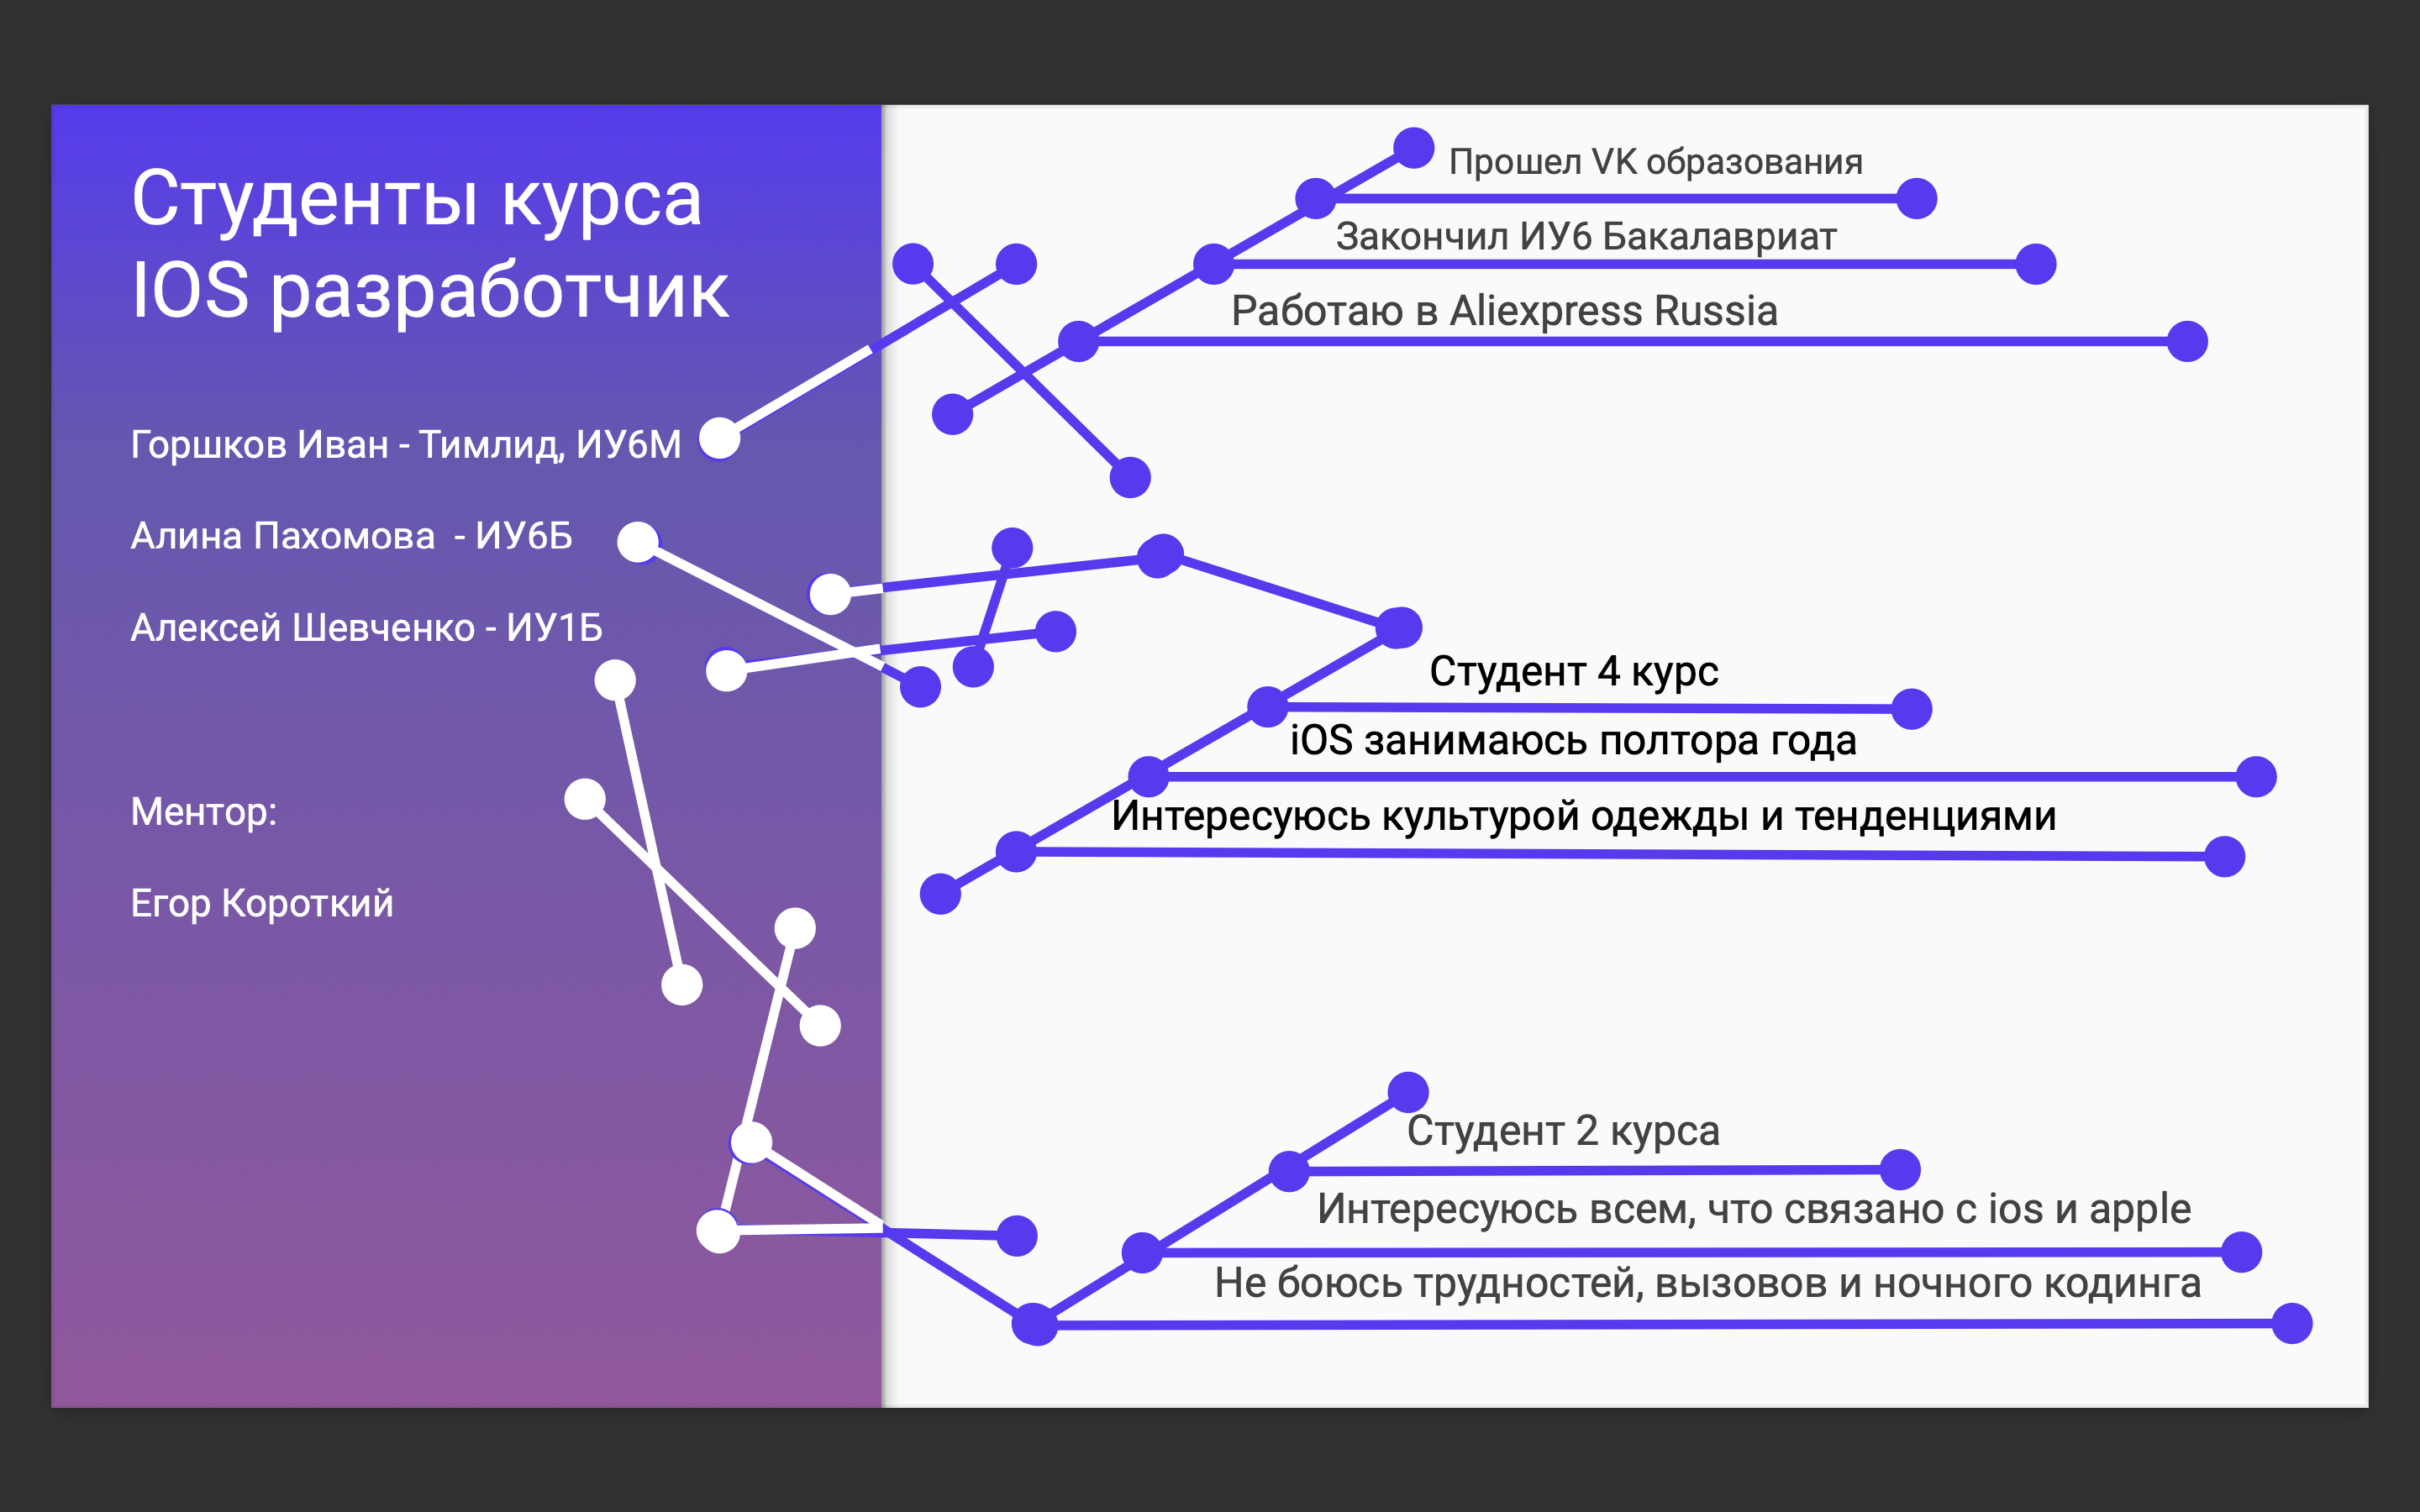 Студенты курса
IOS разработчик
Горшков Иван - Тимлид, ИУ6М
Алина Пахомова - ИУ6Б
Алексей Шевченко - ИУ1Б
Ментор:
Егор Короткий
Прошел VK образования
Закончил ИУ6 Бакалавриат
Работаю в Aliexpress Russia
Студент 4 курс
iOS занимаюсь полтора года
Интересуюсь культурой одежды и тенденциями
Студент 2 курса
Интересуюсь всем, что связано с ios и apple
Не боюсь трудностей, вызовов и ночного кодинга